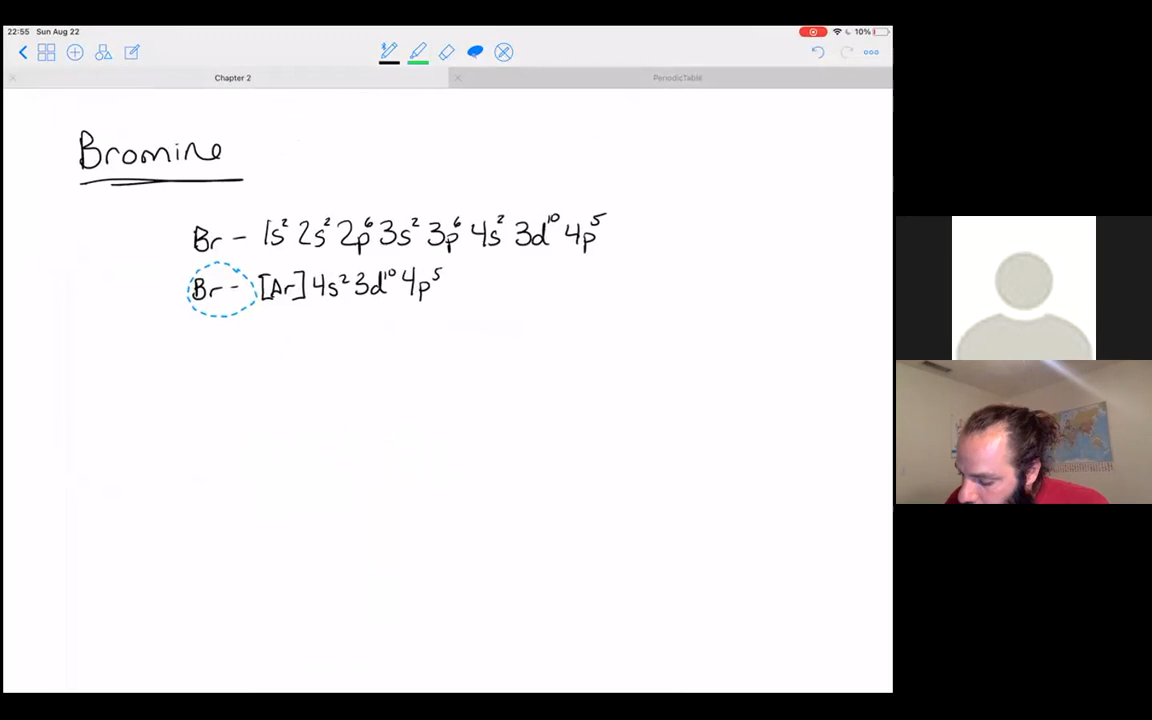 22:55 Sun Aug 22
10%
Chapter 2
PeriodicTable
Bromine
Br - 1s² 2s² 2p⁶ 3s² 3p⁶ 4s² 3d¹⁰ 4p⁵
Br - [Ar] 4s² 3d¹⁰ 4p⁵